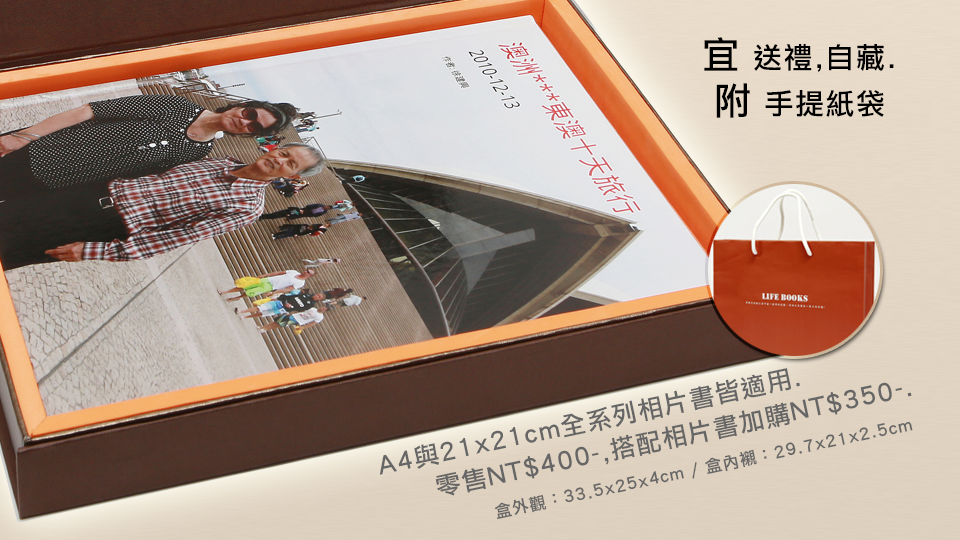 宜 送禮,自藏.
附 手提紙袋
澳洲***東澳十天旅行
2010-12-13
LIFE BOOKS
A4與21x21cm全系列相片書皆適用.
零售NT$400-,搭配相片書加購NT$350-.
盒外觀：33.5x25x4cm / 盒內襯：29.7x21x2.5cm